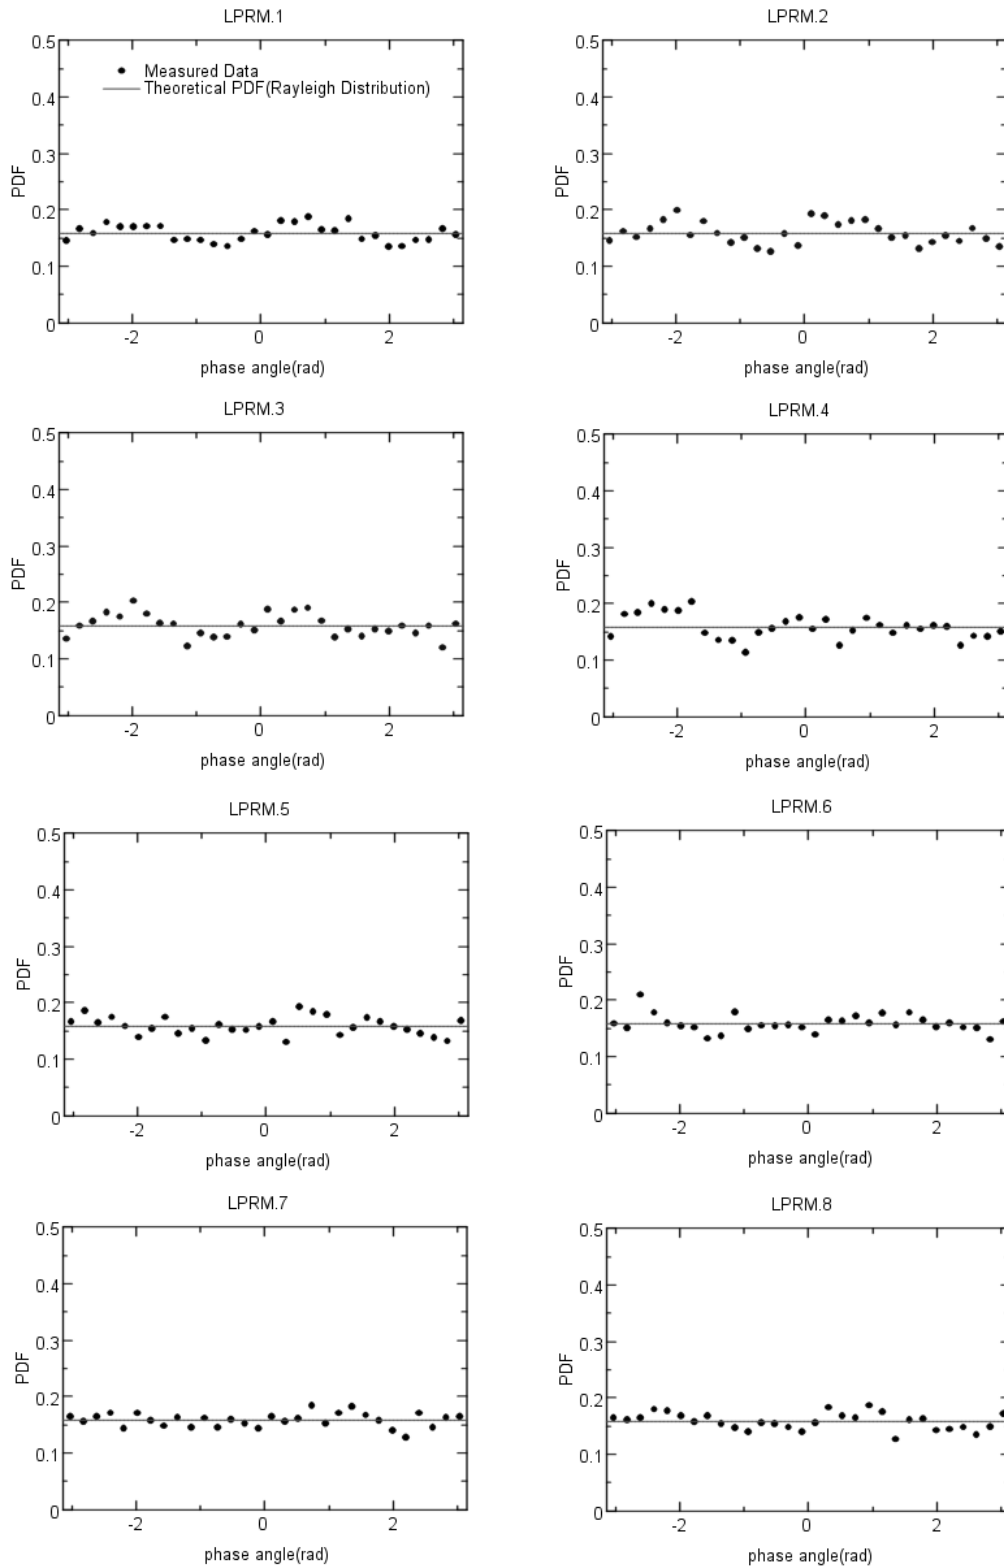 LPRM.1
0.5
0.4
0.3
0.2
0.1
0
PDF
Measured Data
Theoretical PDF(Rayleigh Distribution)
-2 0 2
phase angle(rad)
LPRM.2
0.5
0.4
0.3
0.2
0.1
0
PDF
-2 0 2
phase angle(rad)
LPRM.3
0.5
0.4
0.3
0.2
0.1
0
PDF
-2 0 2
phase angle(rad)
LPRM.4
0.5
0.4
0.3
0.2
0.1
0
PDF
-2 0 2
phase angle(rad)
LPRM.5
0.5
0.4
0.3
0.2
0.1
0
PDF
-2 0 2
phase angle(rad)
LPRM.6
0.5
0.4
0.3
0.2
0.1
0
PDF
-2 0 2
phase angle(rad)
LPRM.7
0.5
0.4
0.3
0.2
0.1
0
PDF
-2 0 2
phase angle(rad)
LPRM.8
0.5
0.4
0.3
0.2
0.1
0
PDF
-2 0 2
phase angle(rad)